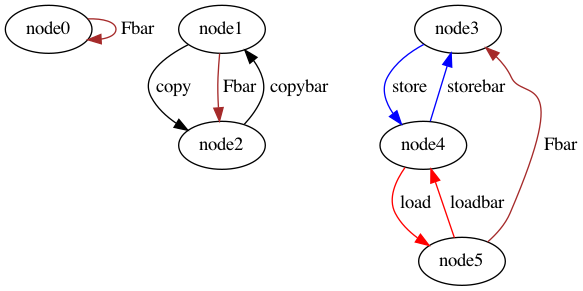 node0 Fbar node1 node3
copy Fbar copybar store storebar
node2 node4 Fbar
load loadbar
node5